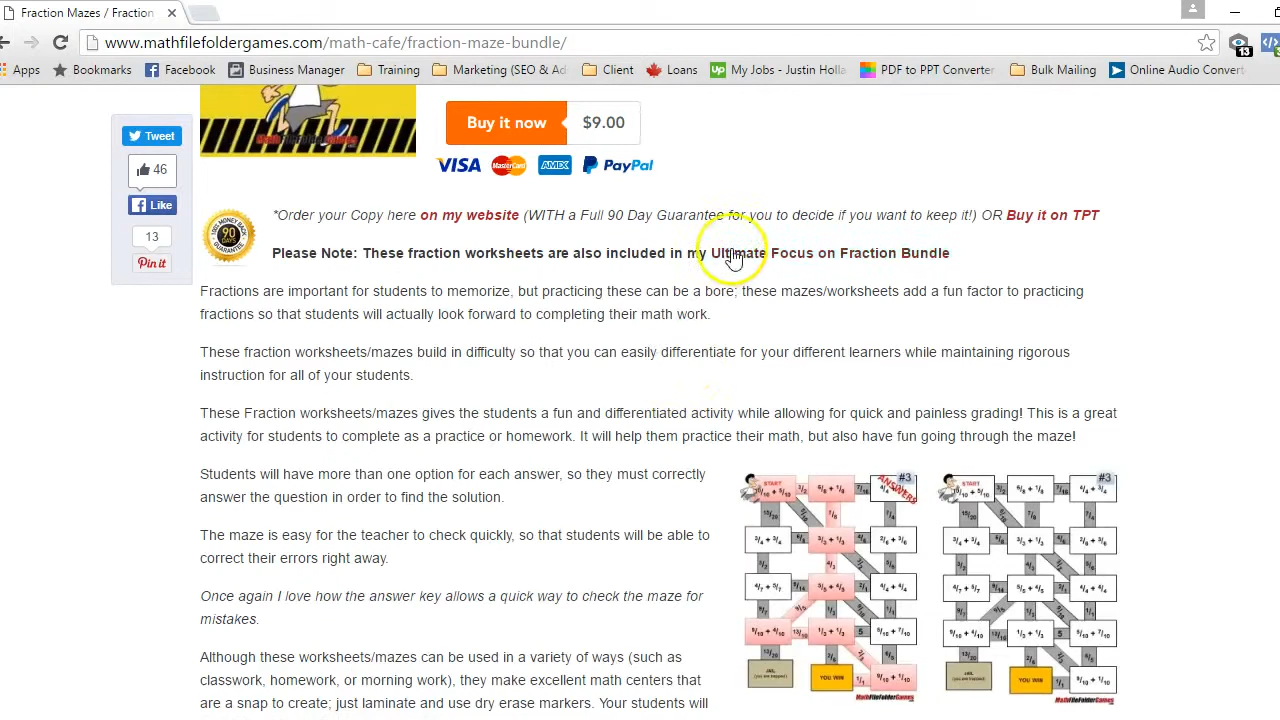 Fraction Mazes / Fraction
www.mathfilefoldergames.com/math-cafe/fraction-maze-bundle/
13
Apps Bookmarks Facebook Business Manager Training Marketing (SEO & Ad Client Loans Up My Jobs - Justin Holla PDF to PPT Converter Bulk Mailing Online Audio Convert
MathFileFolderGames
Buy it now $9.00
VISA MasterCard AMEX PayPal
Tweet
46
Like
13
Pin it
100% MONEY BACK
90
DAYS
GUARANTEE
*Order your Copy here on my website (WITH a Full 90 Day Guarantee for you to decide if you want to keep it!) OR Buy it on TPT
Please Note: These fraction worksheets are also included in my Ultimate Focus on Fraction Bundle
Fractions are important for students to memorize, but practicing these can be a bore; these mazes/worksheets add a fun factor to practicing
fractions so that students will actually look forward to completing their math work.
These fraction worksheets/mazes build in difficulty so that you can easily differentiate for your different learners while maintaining rigorous
instruction for all of your students.
These Fraction worksheets/mazes gives the students a fun and differentiated activity while allowing for quick and painless grading! This is a great
activity for students to complete as a practice or homework. It will help them practice their math, but also have fun going through the maze!
Students will have more than one option for each answer, so they must correctly
answer the question in order to find the solution.
The maze is easy for the teacher to check quickly, so that students will be able to
correct their errors right away.
Once again I love how the answer key allows a quick way to check the maze for
mistakes.
Although these worksheets/mazes can be used in a variety of ways (such as
classwork, homework, or morning work), they make excellent math centers that
are a snap to create; just laminate and use dry erase markers. Your students will
START
#3
ANSWERS
YOU WIN
MathFileFolderGames
START
#3
YOU WIN
MathFileFolderGames